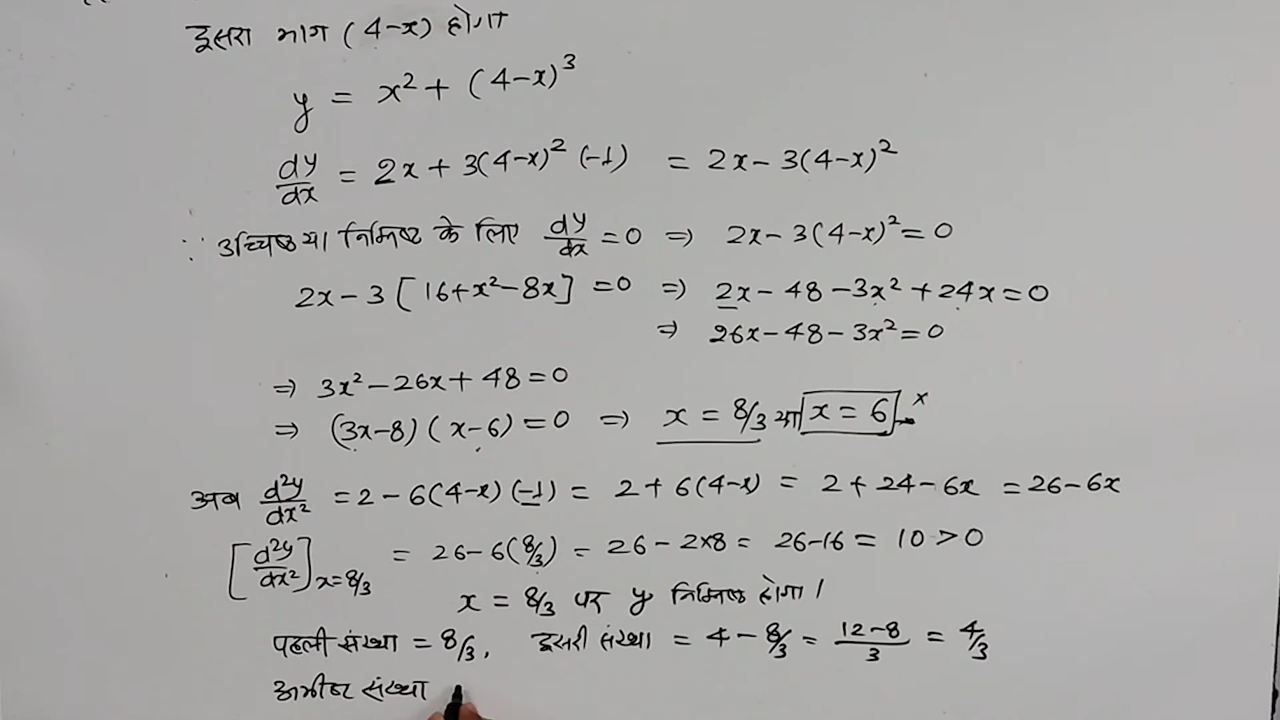 दूसरा भाग (4-x) होगा
y = x² + (4-x)³
dy/dx = 2x + 3(4-x)² (-1) = 2x - 3(4-x)²
∵ उच्चिष्ठ या निम्निष्ट के लिए dy/dx = 0 ⇒ 2x - 3(4-x)² = 0
2x - 3[16+x²-8x] = 0 ⇒ 2x - 48 - 3x² + 24x = 0
⇒ 26x - 48 - 3x² = 0
⇒ 3x² - 26x + 48 = 0
⇒ (3x-8)(x-6) = 0 ⇒ x = 8/3 या x = 6 x
अब d²y/dx² = 2 - 6(4-x)(-1) = 2 + 6(4-x) = 2 + 24 - 6x = 26 - 6x
[d²y/dx²]x=8/3 = 26 - 6(8/3) = 26 - 2×8 = 26-16 = 10 > 0
x = 8/3 पर y निम्निष्ठ होगा।
पहली संख्या = 8/3, दूसरी संख्या = 4 - 8/3 = 12-8/3 = 4/3
अभीष्ट संख्या